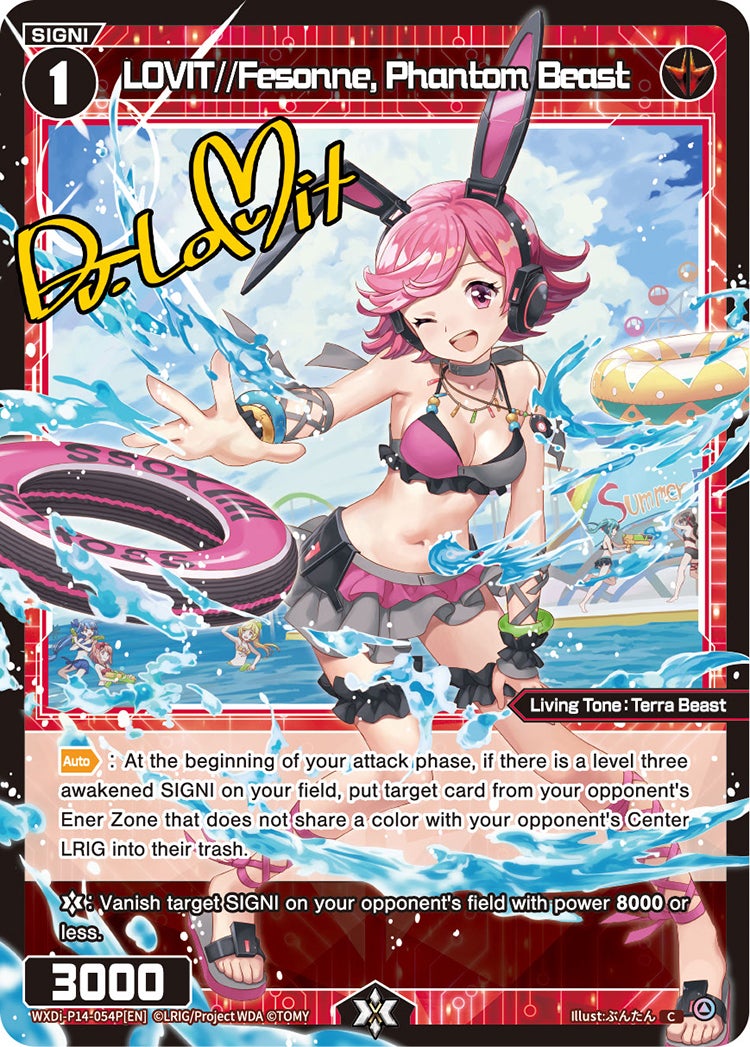 SIGNI
1
LOVIT//Fesonne, Phantom Beast
DJ.LOVIT
Summer
Living Tone:Terra Beast
Auto : At the beginning of your attack phase, if there is a level three
awakened SIGNI on your field, put target card from your opponent's
Ener Zone that does not share a color with your opponent's Center
LRIG into their trash.
: Vanish target SIGNI on your opponent's field with power 8000 or
less.
3000
WXDi-P14-054P[EN] ©LRIG/Project WDA ©TOMY
Illust:ぶんたん C